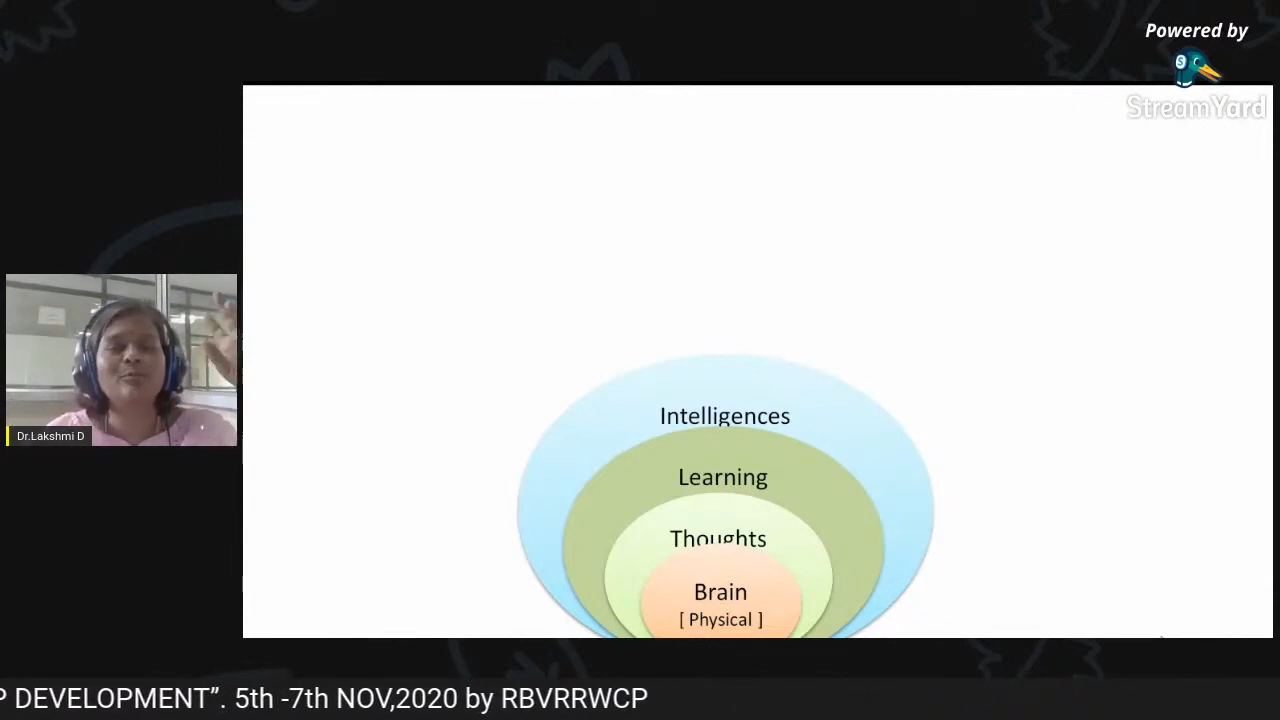 Powered by
StreamYard
Intelligences
Learning
Thoughts
Brain
[ Physical ]
Dr.Lakshmi D
P DEVELOPMENT”. 5th -7th NOV,2020 by RBVRRWCP